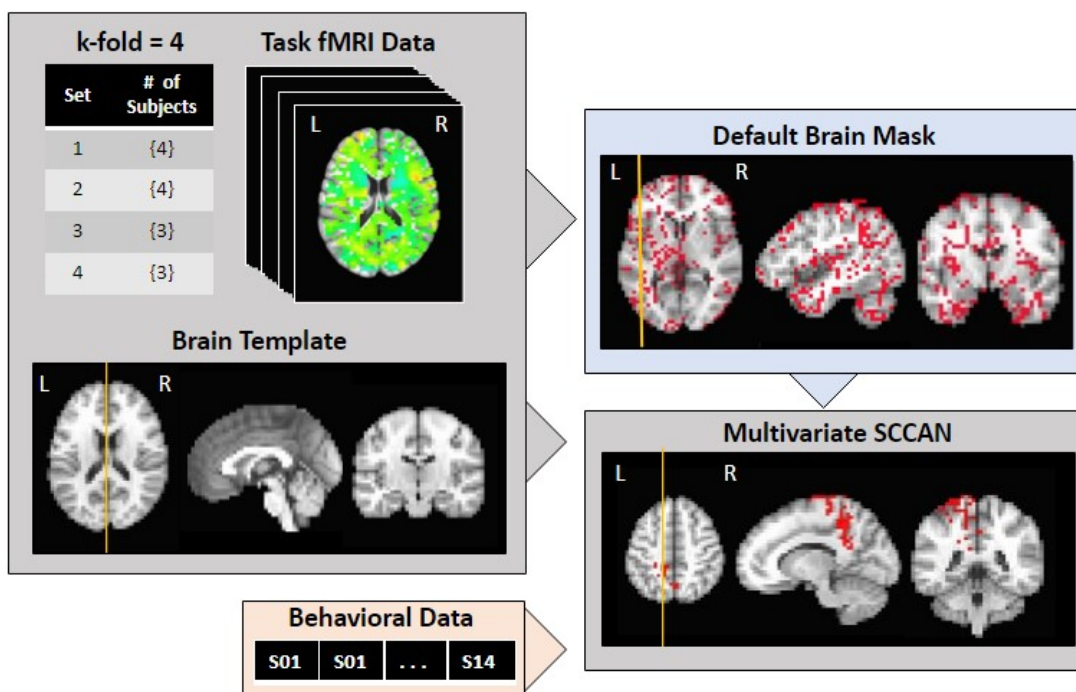 k-fold = 4
Set
# of
Subjects
1 {4}
2 {4}
3 {3}
4 {3}
Task fMRI Data
L R
Brain Template
L R
Default Brain Mask
L R
Multivariate SCCAN
L R
Behavioral Data
S01 S01 ... S14